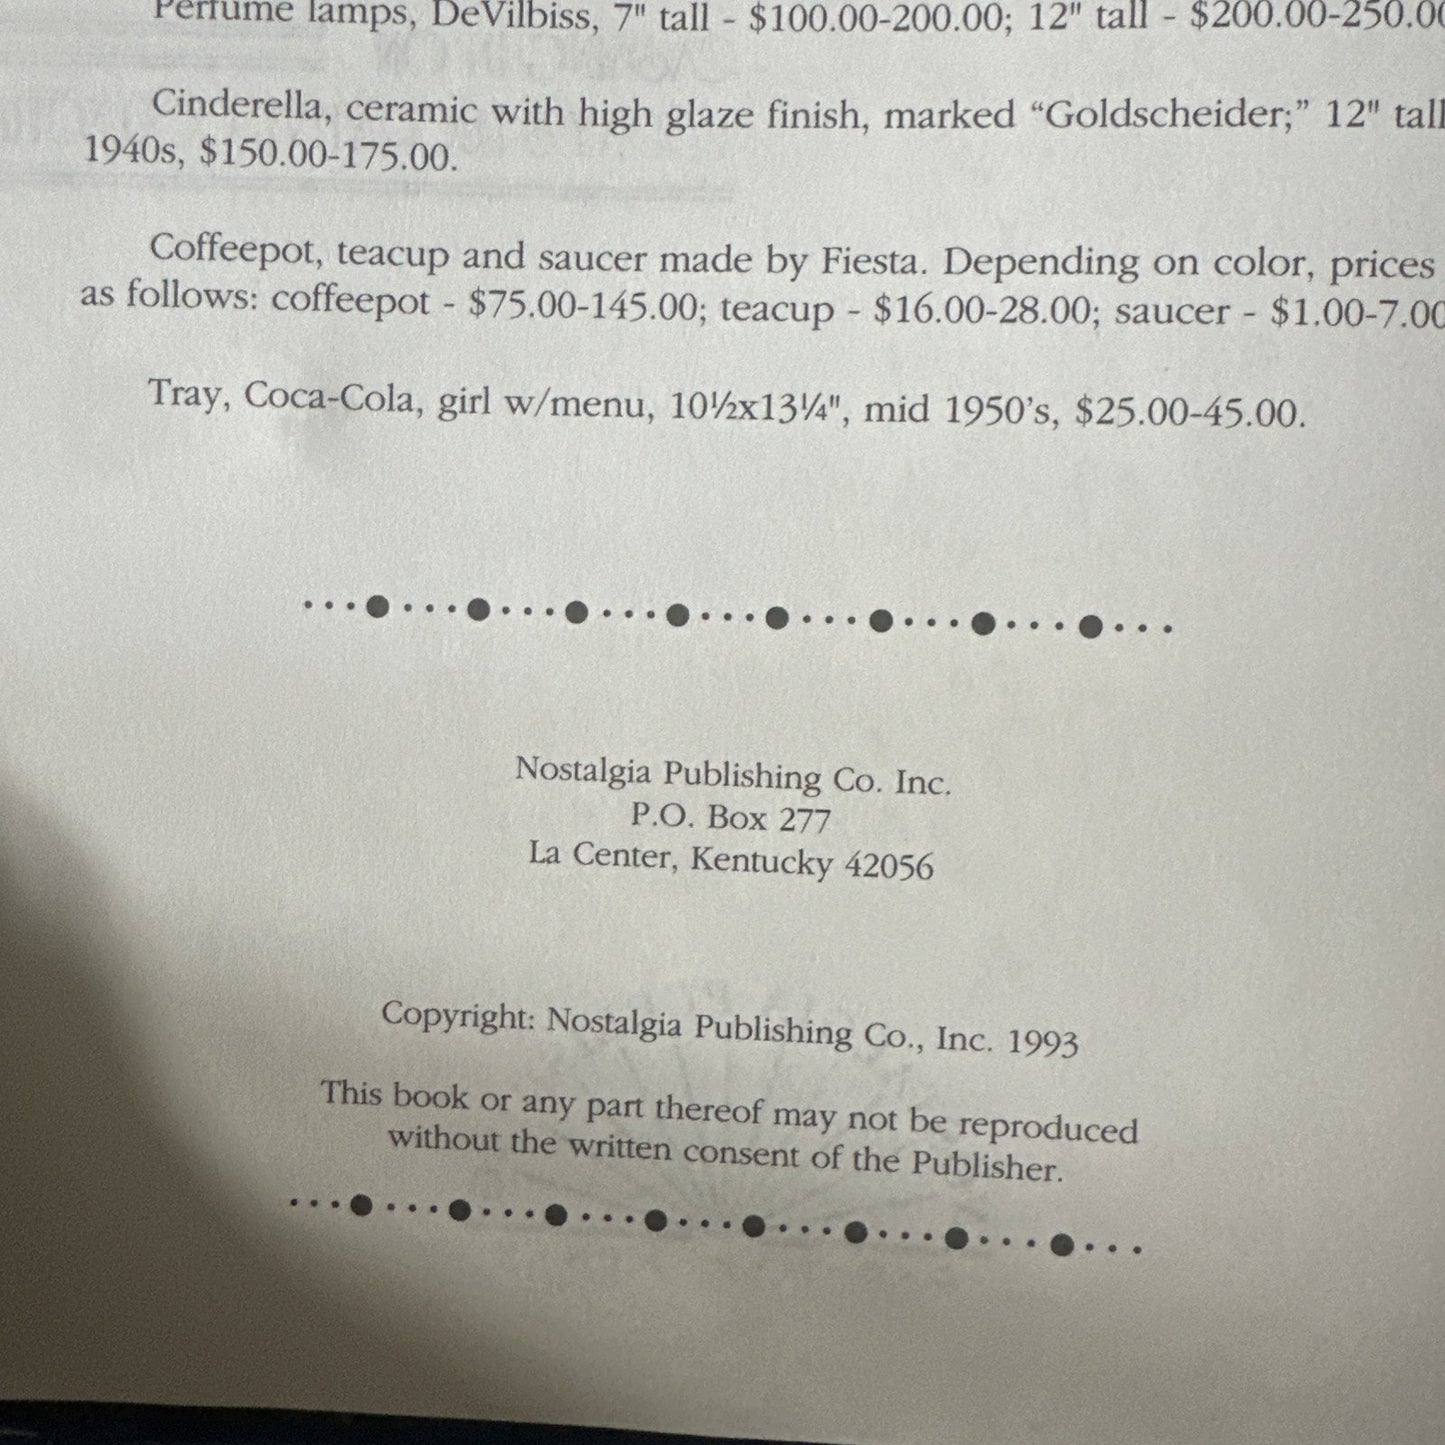 Perfume lamps, DeVilbiss, 7" tall - $100.00-200.00; 12" tall - $200.00-250.00
Cinderella, ceramic with high glaze finish, marked “Goldscheider;” 12" tall
1940s, $150.00-175.00.
Coffeepot, teacup and saucer made by Fiesta. Depending on color, prices
as follows: coffeepot - $75.00-145.00; teacup - $16.00-28.00; saucer - $1.00-7.00
Tray, Coca-Cola, girl w/menu, 10½x13¼", mid 1950’s, $25.00-45.00.
Nostalgia Publishing Co. Inc.
P.O. Box 277
La Center, Kentucky 42056
Copyright: Nostalgia Publishing Co., Inc. 1993
This book or any part thereof may not be reproduced
without the written consent of the Publisher.